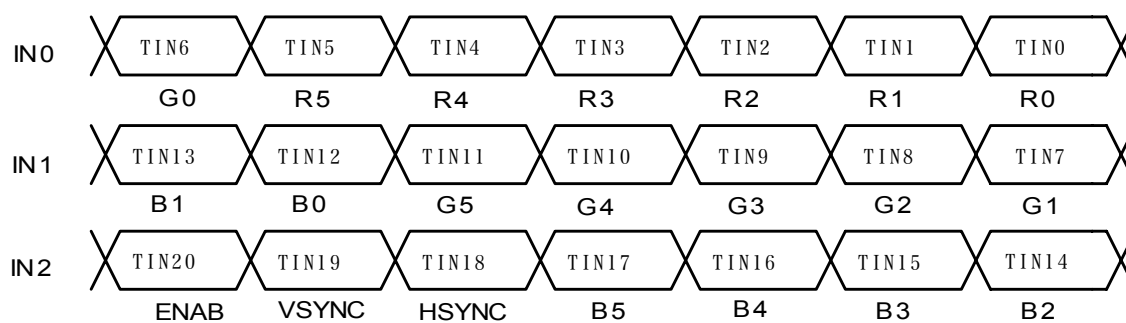 IN0 TIN6 TIN5 TIN4 TIN3 TIN2 TIN1 TIN0
G0 R5 R4 R3 R2 R1 R0
IN1 TIN13 TIN12 TIN11 TIN10 TIN9 TIN8 TIN7
B1 B0 G5 G4 G3 G2 G1
IN2 TIN20 TIN19 TIN18 TIN17 TIN16 TIN15 TIN14
ENAB VSYNC HSYNC B5 B4 B3 B2